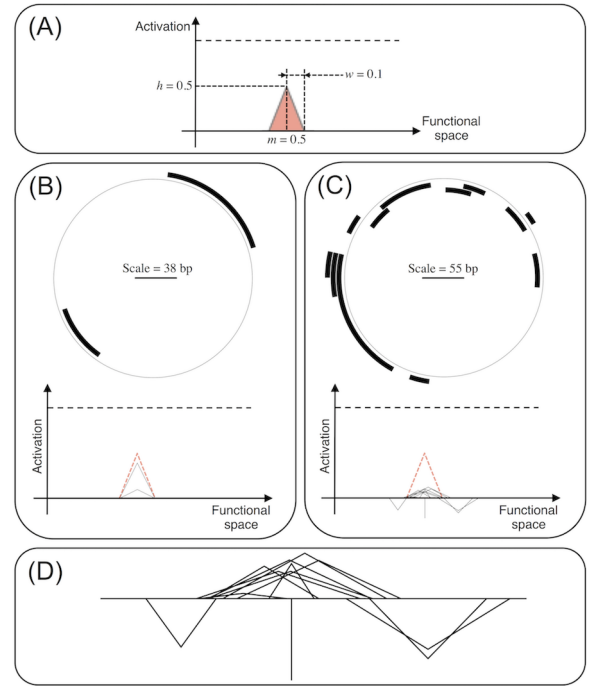 (A)
Activation
w = 0.1
h = 0.5
Functional
space
m = 0.5
(B)
Scale = 38 bp
Activation
Functional
space
(C)
Scale = 55 bp
Activation
Functional
space
(D)